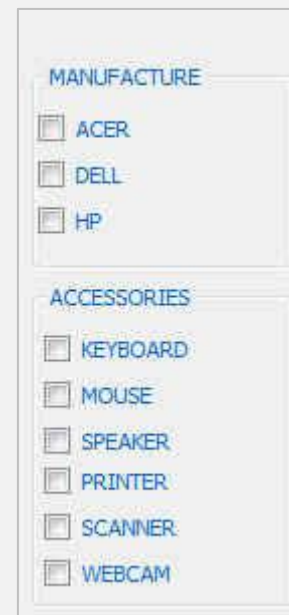 MANUFACTURE
ACER
DELL
HP
ACCESSORIES
KEYBOARD
MOUSE
SPEAKER
PRINTER
SCANNER
WEBCAM